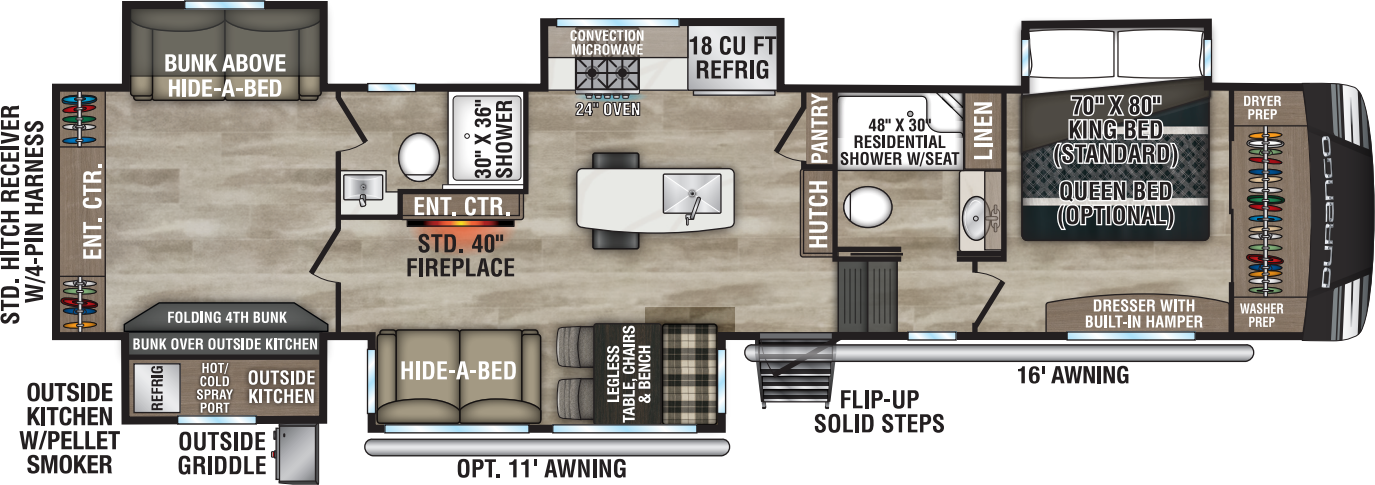 STD. HITCH RECEIVER
W/4-PIN HARNESS
ENT. CTR.
BUNK ABOVE
HIDE-A-BED
FOLDING 4TH BUNK
BUNK OVER OUTSIDE KITCHEN
REFRIG
HOT/
COLD
SPRAY
PORT
OUTSIDE
KITCHEN
OUTSIDE
KITCHEN
W/PELLET
SMOKER
OUTSIDE
GRIDDLE
30" X 36"
SHOWER
ENT. CTR.
STD. 40"
FIREPLACE
CONVECTION
MICROWAVE
24" OVEN
18 CU FT
REFRIG
HIDE-A-BED
LEGLESS
TABLE, CHAIRS
& BENCH
OPT. 11' AWNING
PANTRY
HUTCH
48" X 30"
RESIDENTIAL
SHOWER W/SEAT
LINEN
FLIP-UP
SOLID STEPS
16' AWNING
70" X 80"
KING BED
(STANDARD)
QUEEN BED
(OPTIONAL)
DRESSER WITH
BUILT-IN HAMPER
DRYER
PREP
WASHER
PREP
DURANGO